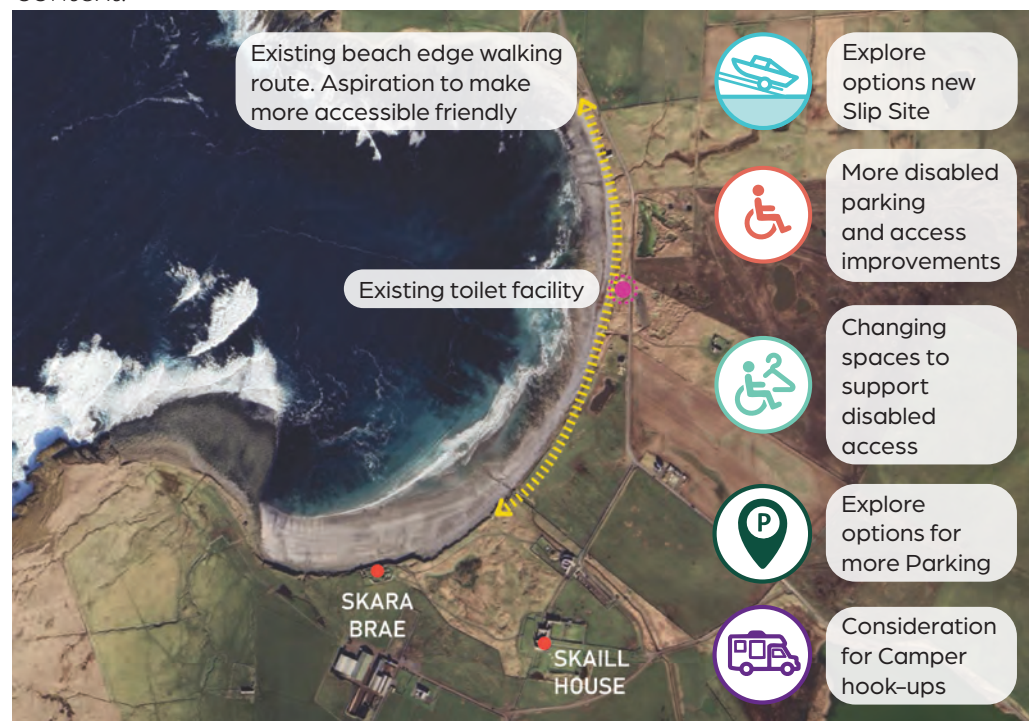 Existing beach edge walking
route. Aspiration to make
more accessible friendly
Existing toilet facility
SKARA
BRAE
SKAILL
HOUSE
Explore
options new
Slip Site
More disabled
parking
and access
improvements
Changing
spaces to
support
disabled
access
P
Explore
options for
more Parking
Consideration
for Camper
hook-ups